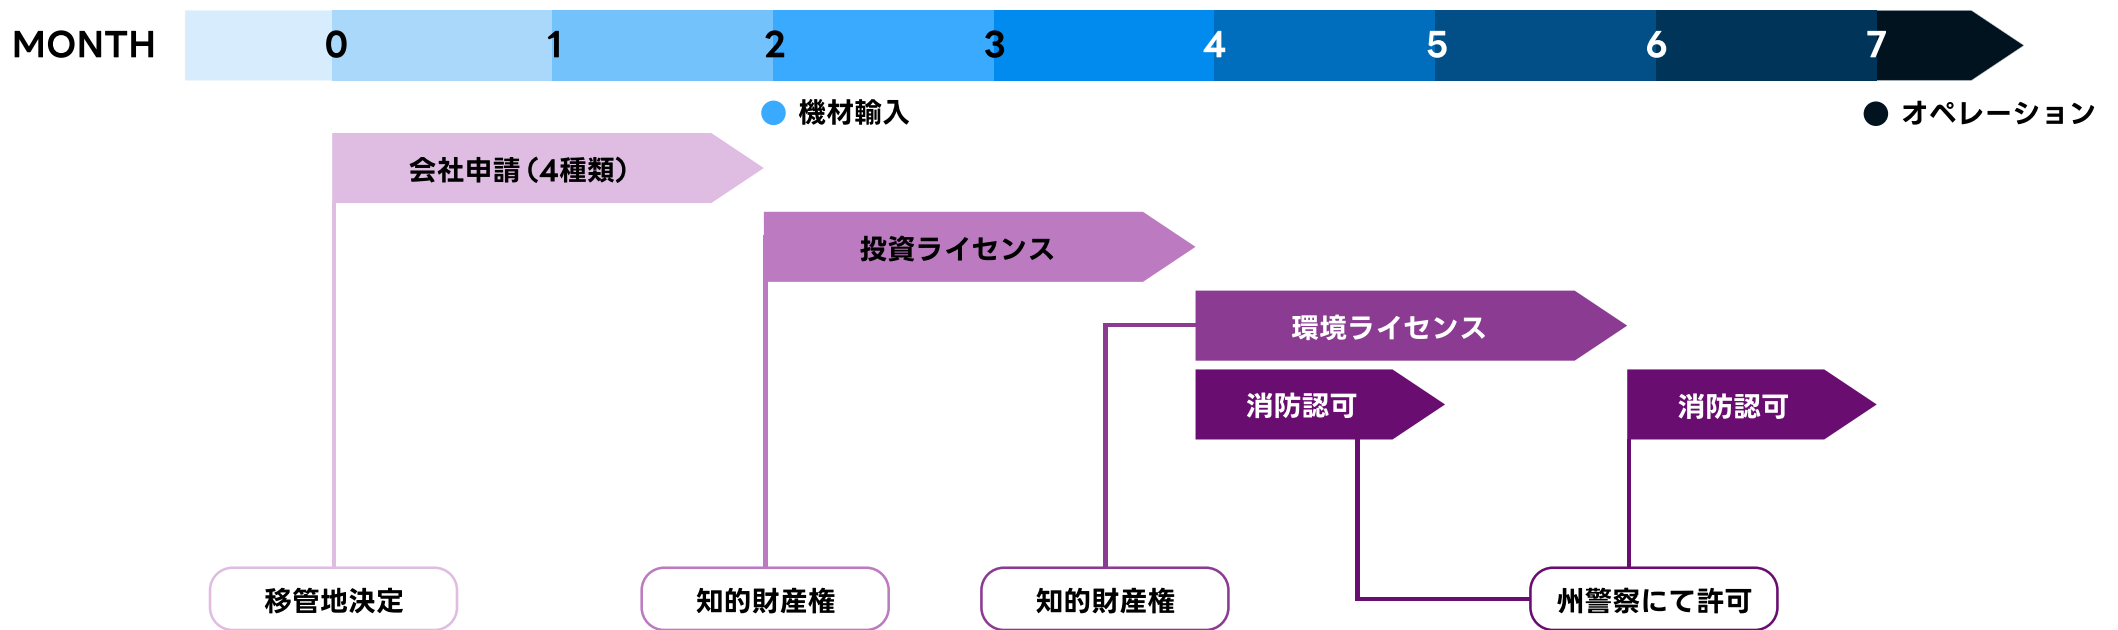 MONTH 0 1 2 3 4 5 6 7
機材輸入
オペレーション
会社申請（4種類）
投資ライセンス
環境ライセンス
消防認可
消防認可
移管地決定
知的財産権
知的財産権
州警察にて許可